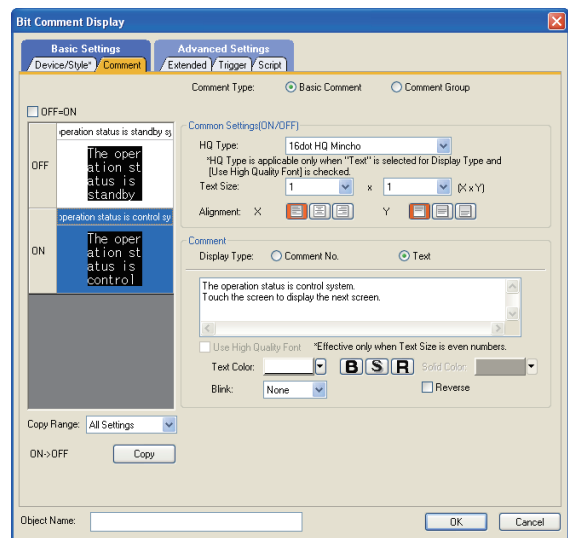 Bit Comment Display
Basic Settings
Advanced Settings
Device/Style* Comment Extended Trigger Script
Comment Type: Basic Comment Comment Group
OFF=ON
operation status is standby sy
OFF
The oper
ation st
atus is
standby
operation status is control sy
ON
The oper
ation st
atus is
control
Common Settings(ON/OFF)
HQ Type: 16dot HQ Mincho
*HQ Type is applicable only when "Text" is selected for Display Type and
[Use High Quality Font] is checked.
Text Size: 1 x 1 (X x Y)
Alignment: X Y
Comment
Display Type: Comment No. Text
The operation status is control system.
Touch the screen to display the next screen.
Use High Quality Font *Effective only when Text Size is even numbers.
Text Color: B S R Solid Color:
Blink: None Reverse
Copy Range: All Settings
ON->OFF Copy
Object Name: OK Cancel